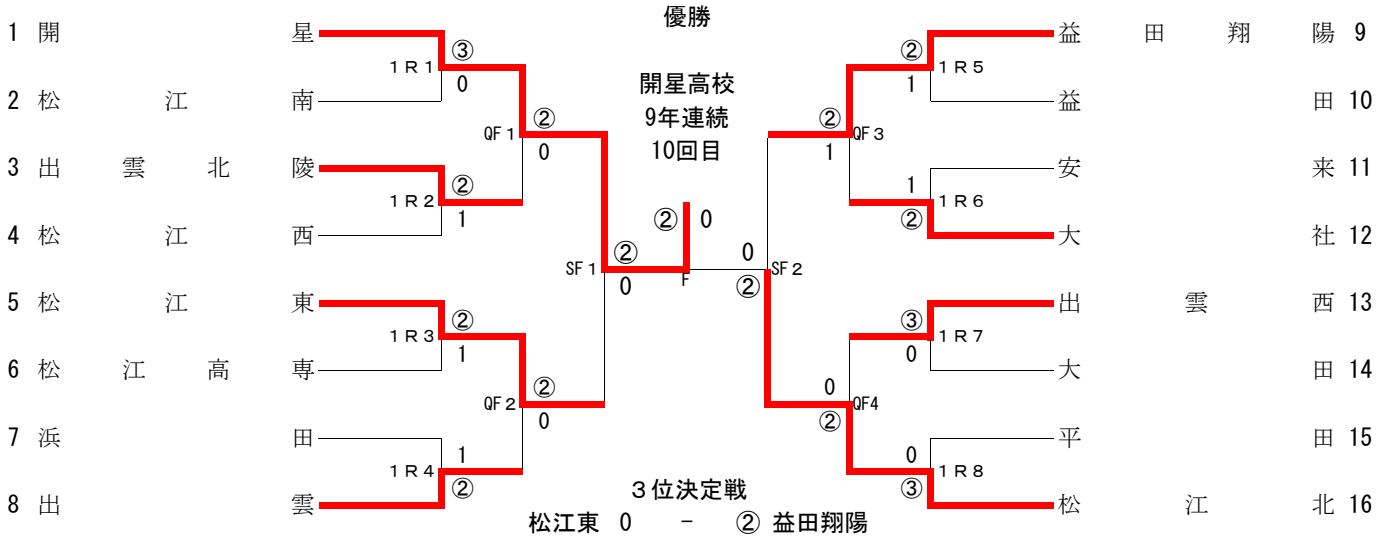 優勝
1 開星
③
1R1
0
2 松江南
QF1
②
0
3 出雲北陵
②
1R2
1
4 松江西
SF1
②
0
5 松江東
②
1R3
1
6 松江高専
QF2
②
0
7 浜田
1
1R4
②
8 出雲
開星高校
9年連続
10回目
② 0
F
益田翔陽 9
②
1R5
1
益田 10
②
QF3
1
安来 11
1
1R6
②
大社 12
0
SF2
②
出雲西 13
③
1R7
0
大田 14
0
QF4
②
平田 15
0
1R8
③
松江北 16
3位決定戦
松江東 0 - ② 益田翔陽